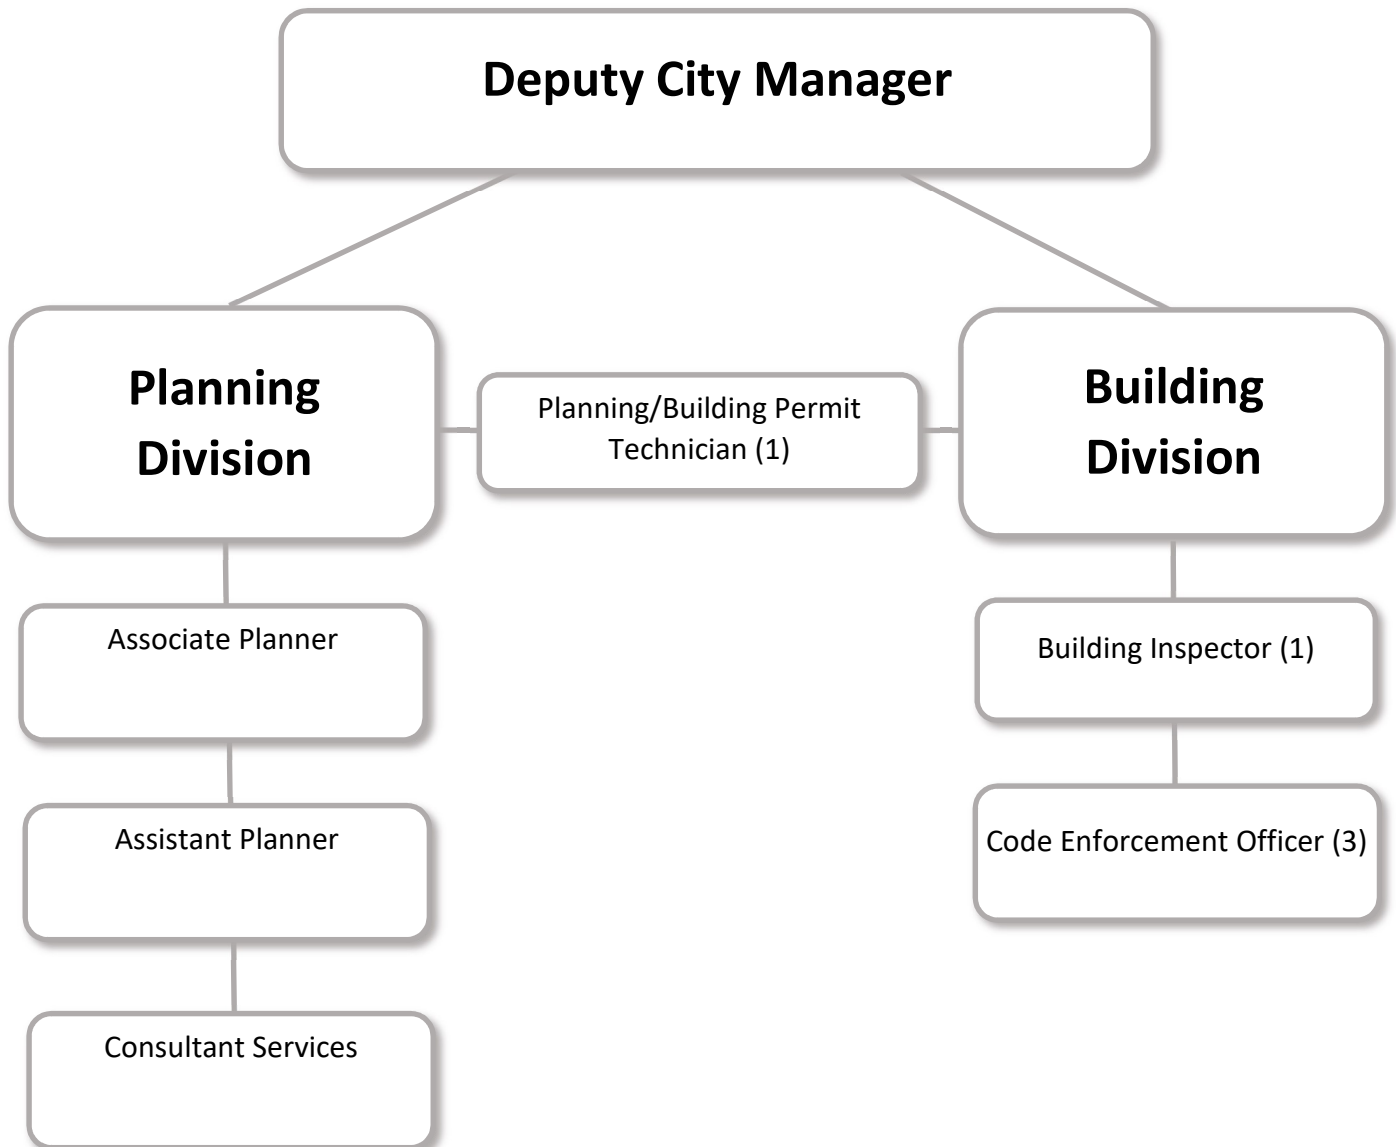 Deputy City Manager
Planning
Division
Planning/Building Permit
Technician (1)
Building
Division
Associate Planner
Building Inspector (1)
Assistant Planner
Code Enforcement Officer (3)
Consultant Services